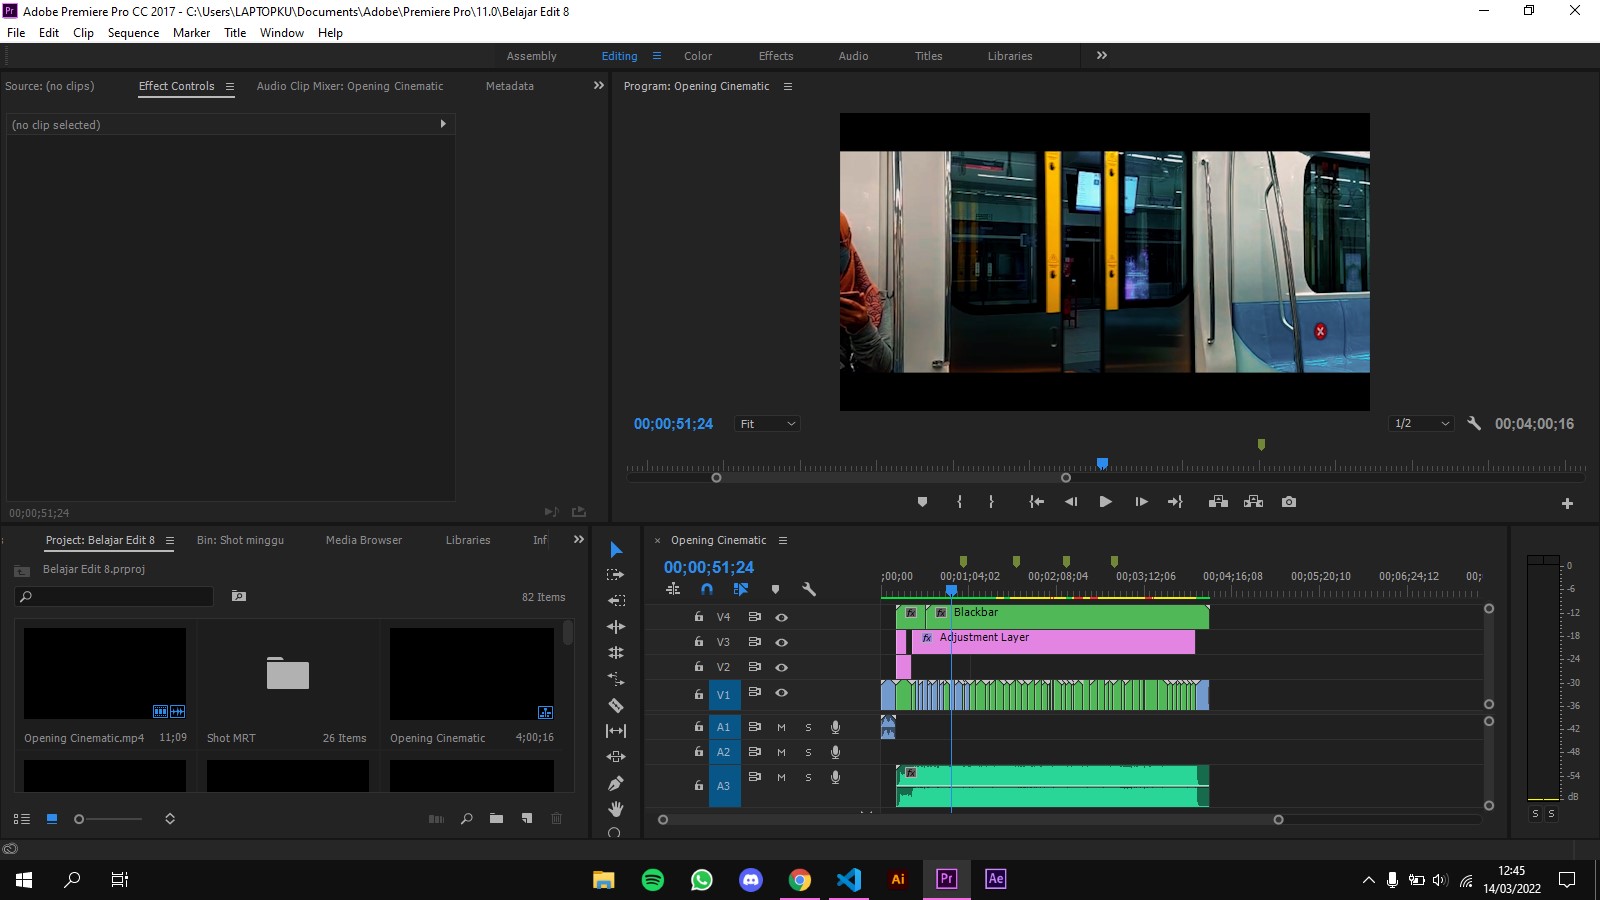 Pr Adobe Premiere Pro CC 2017 - C:\Users\LAPTOPKU\Documents\Adobe\Premiere Pro\11.0\Belajar Edit 8
File Edit Clip Sequence Marker Title Window Help
Assembly Editing Color Effects Audio Titles Libraries
Source: (no clips) Effect Controls Audio Clip Mixer: Opening Cinematic Metadata
Program: Opening Cinematic
(no clip selected)
00;00;51;24 Fit 1/2 00;04;00;16
00;00;51;24
Project: Belajar Edit 8 Bin: Shot minggu Media Browser Libraries Inf
Belajar Edit 8.prproj
82 Items
Opening Cinematic.mp4 11;09
Shot MRT 26 Items
Opening Cinematic 4;00;16
× Opening Cinematic
00;00;51;24
;00;00 00;01;04;02 00;02;08;04 00;03;12;06 00;04;16;08 00;05;20;10 00;06;24;12 00;
V4 fx fx Blackbar
V3 fx Adjustment Layer
V2
V1
A1 M S
A2 M S
A3 M S fx
0
-6
-12
-18
-24
-30
-36
-42
-48
-54
dB
S S
Ai Pr Ae
12:45
14/03/2022